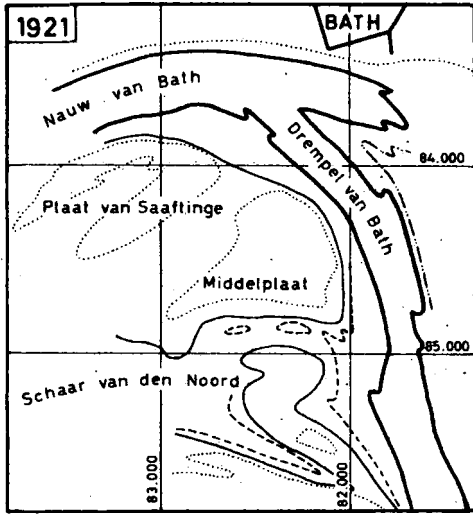 1921
BATH
Nauw van Bath
Drempel van Bath
84.000
Plaat van Saaftinge
Middelplaat
85.000
Schaar van den Noord
83.000
82.000